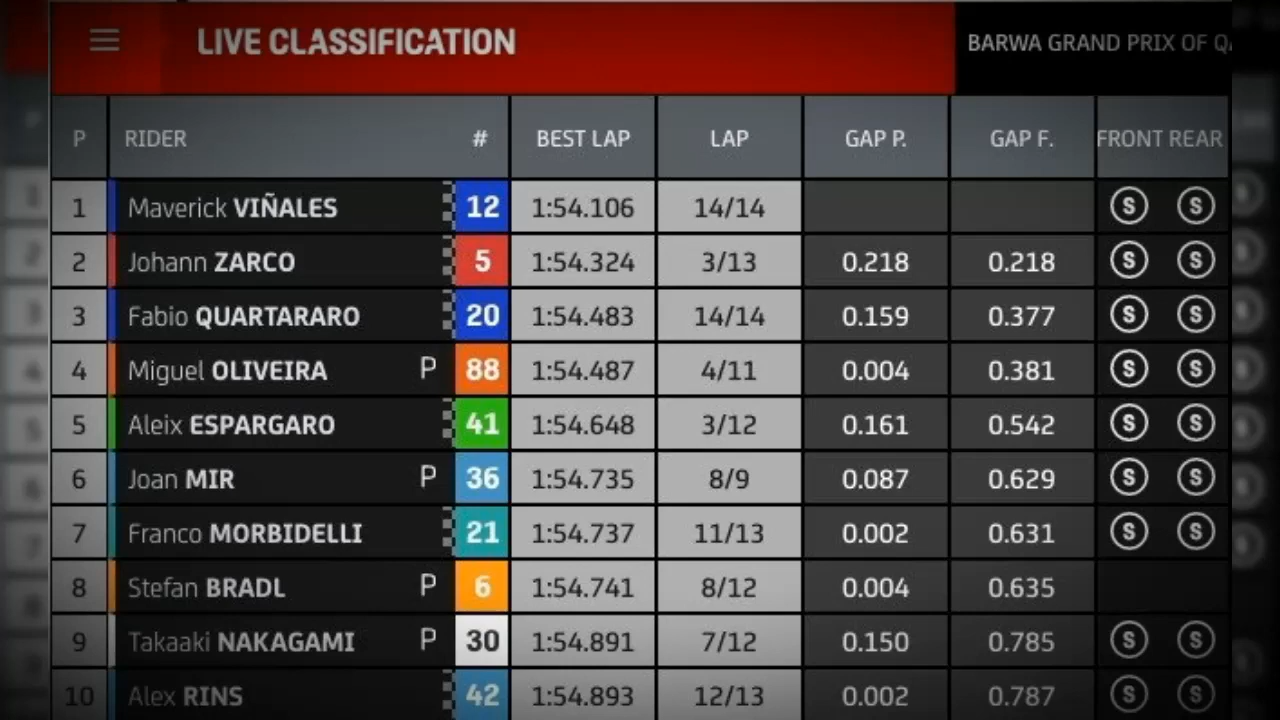 LIVE CLASSIFICATION BARWA GRAND PRIX OF Q
P RIDER # BEST LAP LAP GAP P. GAP F. FRONT REAR
1 Maverick VIÑALES 12 1:54.106 14/14 S S
2 Johann ZARCO 5 1:54.324 3/13 0.218 0.218 S S
3 Fabio QUARTARARO 20 1:54.483 14/14 0.159 0.377 S S
4 Miguel OLIVEIRA P 88 1:54.487 4/11 0.004 0.381 S S
5 Aleix ESPARGARO 41 1:54.648 3/12 0.161 0.542 S S
6 Joan MIR P 36 1:54.735 8/9 0.087 0.629 S S
7 Franco MORBIDELLI 21 1:54.737 11/13 0.002 0.631 S S
8 Stefan BRADL P 6 1:54.741 8/12 0.004 0.635
9 Takaaki NAKAGAMI P 30 1:54.891 7/12 0.150 0.785 S S
10 Alex RINS 42 1:54.893 12/13 0.002 0.787 S S